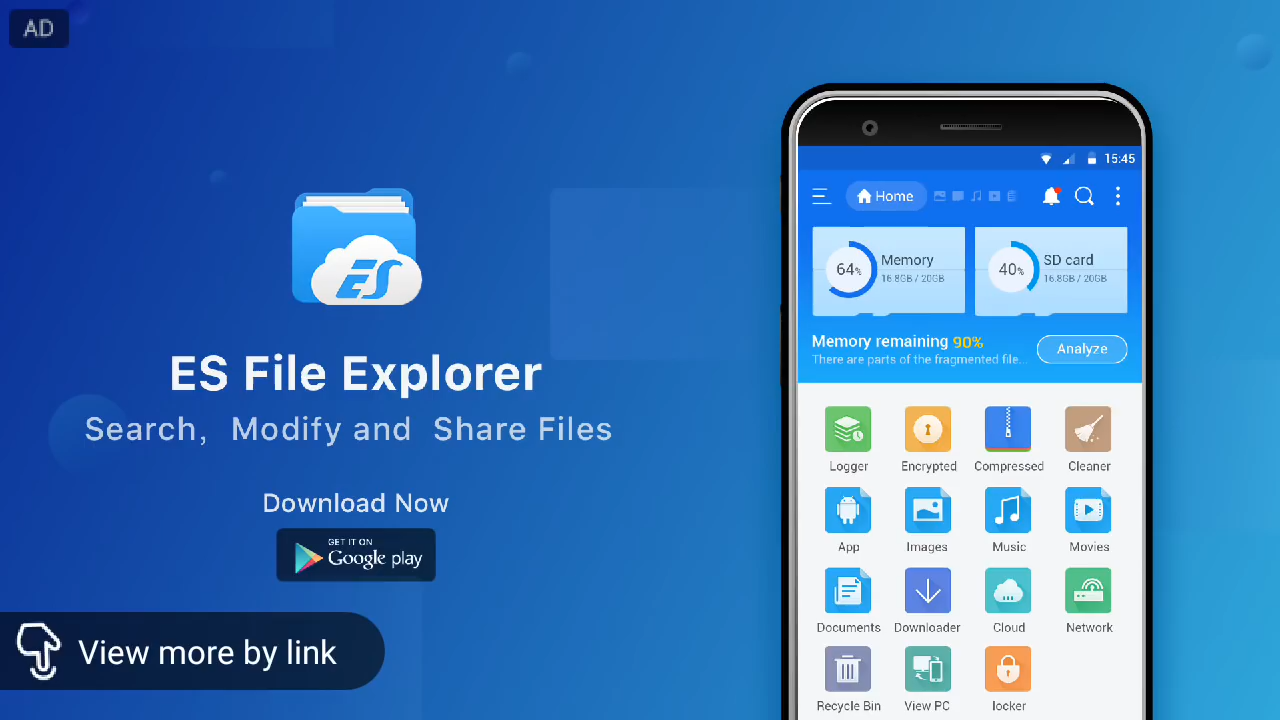 AD
ES
ES File Explorer
Search, Modify and Share Files
Download Now
GET IT ON
Google play
View more by link
15:45
Home
64% Memory
16.8GB / 20GB
40% SD card
16.8GB / 20GB
Memory remaining 90%
There are parts of the fragmented file...
Analyze
Logger Encrypted Compressed Cleaner
App Images Music Movies
Documents Downloader Cloud Network
Recycle Bin View PC locker